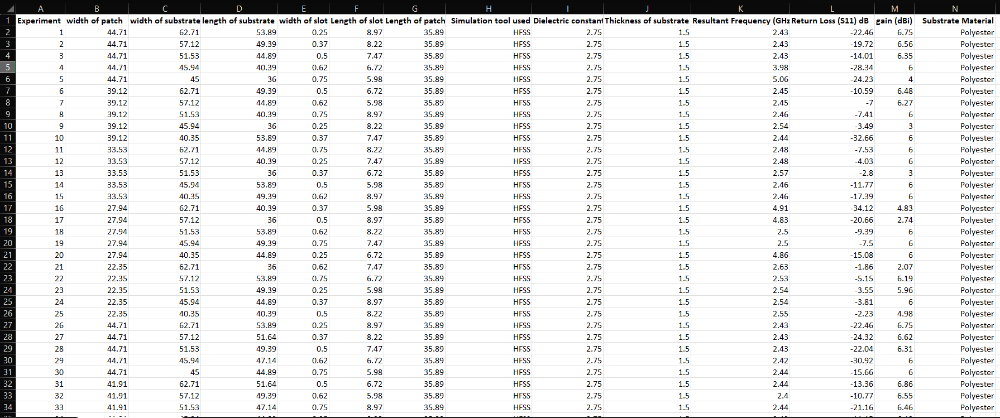 A B C D E F G H I J K L M N
1 Experiment width of patch width of substrate length of substrate width of slot Length of slot Length of patch Simulation tool used Dielectric constant Thickness of substrate Resultant Frequency (GHz Return Loss (S11) dB gain (dBi) Substrate Material
2 1 44.71 62.71 53.89 0.25 8.97 35.89 HFSS 2.75 1.5 2.43 -22.46 6.75 Polyester
3 2 44.71 57.12 49.39 0.37 8.22 35.89 HFSS 2.75 1.5 2.43 -19.72 6.56 Polyester
4 3 44.71 51.53 44.89 0.5 7.47 35.89 HFSS 2.75 1.5 2.43 -14.01 6.35 Polyester
5 4 44.71 45.94 40.39 0.62 6.72 35.89 HFSS 2.75 1.5 3.98 -28.34 6 Polyester
6 5 44.71 45 36 0.75 5.98 35.89 HFSS 2.75 1.5 5.06 -24.23 4 Polyester
7 6 39.12 62.71 49.39 0.5 6.72 35.89 HFSS 2.75 1.5 2.45 -10.59 6.48 Polyester
8 7 39.12 57.12 44.89 0.62 5.98 35.89 HFSS 2.75 1.5 2.45 -7 6.27 Polyester
9 8 39.12 51.53 40.39 0.75 8.97 35.89 HFSS 2.75 1.5 2.46 -7.41 6 Polyester
10 9 39.12 45.94 36 0.25 8.22 35.89 HFSS 2.75 1.5 2.54 -3.49 3 Polyester
11 10 39.12 40.35 53.89 0.37 7.47 35.89 HFSS 2.75 1.5 2.44 -32.66 6 Polyester
12 11 33.53 62.71 44.89 0.75 8.22 35.89 HFSS 2.75 1.5 2.48 -7.53 6 Polyester
13 12 33.53 57.12 40.39 0.25 7.47 35.89 HFSS 2.75 1.5 2.48 -4.03 6 Polyester
14 13 33.53 51.53 36 0.37 6.72 35.89 HFSS 2.75 1.5 2.57 -2.8 3 Polyester
15 14 33.53 45.94 53.89 0.5 5.98 35.89 HFSS 2.75 1.5 2.46 -11.77 6 Polyester
16 15 33.53 40.35 49.39 0.62 8.97 35.89 HFSS 2.75 1.5 2.46 -17.39 6 Polyester
17 16 27.94 62.71 40.39 0.37 5.98 35.89 HFSS 2.75 1.5 4.91 -34.12 4.83 Polyester
18 17 27.94 57.12 36 0.5 8.97 35.89 HFSS 2.75 1.5 4.83 -20.66 2.74 Polyester
19 18 27.94 51.53 53.89 0.62 8.22 35.89 HFSS 2.75 1.5 2.5 -9.39 6 Polyester
20 19 27.94 45.94 49.39 0.75 7.47 35.89 HFSS 2.75 1.5 2.5 -7.5 6 Polyester
21 20 27.94 40.35 44.89 0.25 6.72 35.89 HFSS 2.75 1.5 4.86 -15.08 6 Polyester
22 21 22.35 62.71 36 0.62 7.47 35.89 HFSS 2.75 1.5 2.63 -1.86 2.07 Polyester
23 22 22.35 57.12 53.89 0.75 6.72 35.89 HFSS 2.75 1.5 2.53 -5.15 6.19 Polyester
24 23 22.35 51.53 49.39 0.25 5.98 35.89 HFSS 2.75 1.5 2.54 -3.55 5.96 Polyester
25 24 22.35 45.94 44.89 0.37 8.97 35.89 HFSS 2.75 1.5 2.54 -3.81 6 Polyester
26 25 22.35 40.35 40.39 0.5 8.22 35.89 HFSS 2.75 1.5 2.55 -2.23 4.98 Polyester
27 26 44.71 62.71 53.89 0.25 8.97 35.89 HFSS 2.75 1.5 2.43 -22.46 6.75 Polyester
28 27 44.71 57.12 51.64 0.37 8.22 35.89 HFSS 2.75 1.5 2.43 -24.32 6.62 Polyester
29 28 44.71 51.53 49.39 0.5 7.47 35.89 HFSS 2.75 1.5 2.43 -22.04 6.31 Polyester
30 29 44.71 45.94 47.14 0.62 6.72 35.89 HFSS 2.75 1.5 2.42 -30.92 6 Polyester
31 30 44.71 45 44.89 0.75 5.98 35.89 HFSS 2.75 1.5 2.44 -15.66 6 Polyester
32 31 41.91 62.71 51.64 0.5 6.72 35.89 HFSS 2.75 1.5 2.44 -13.36 6.86 Polyester
33 32 41.91 57.12 49.39 0.62 5.98 35.89 HFSS 2.75 1.5 2.4 -10.77 6.55 Polyester
34 33 41.91 51.53 47.14 0.75 8.97 35.89 HFSS 2.75 1.5 2.44 -21.16 6.46 Polyester